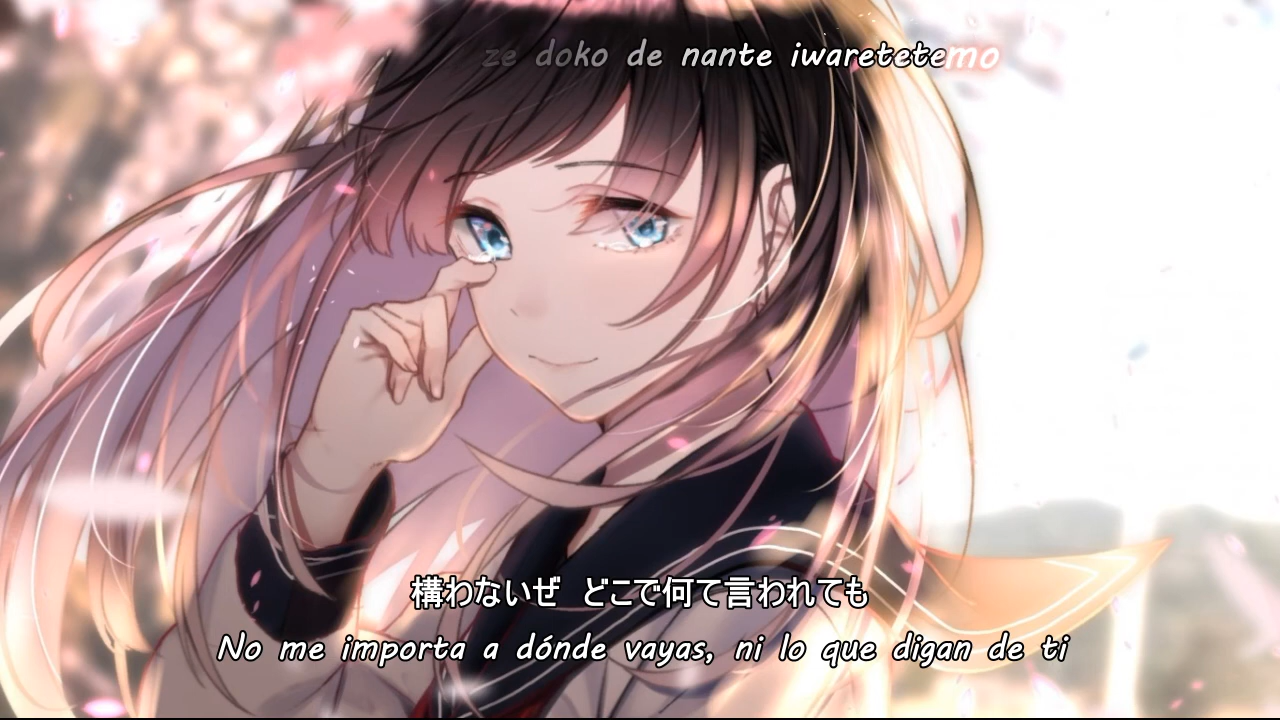 ze doko de nante iwaretetemo
構わないぜ どこで何て言われても
No me importa a dónde vayas, ni lo que digan de ti